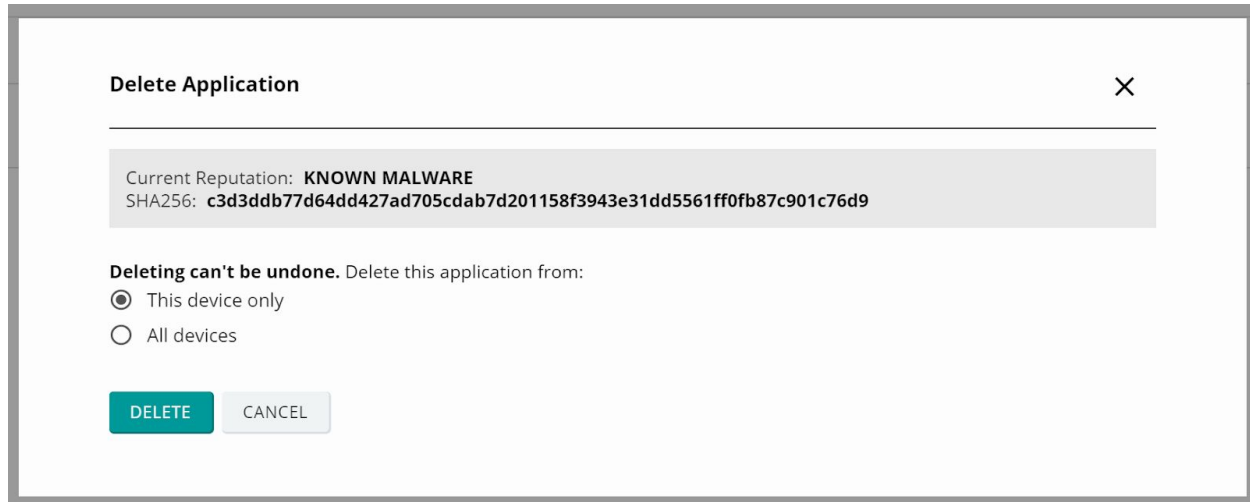 Delete Application
Current Reputation: KNOWN MALWARE
SHA256: c3d3ddb77d64dd427ad705cdab7d201158f3943e31dd5561ff0fb87c901c76d9
Deleting can't be undone. Delete this application from:
This device only
All devices
DELETE CANCEL